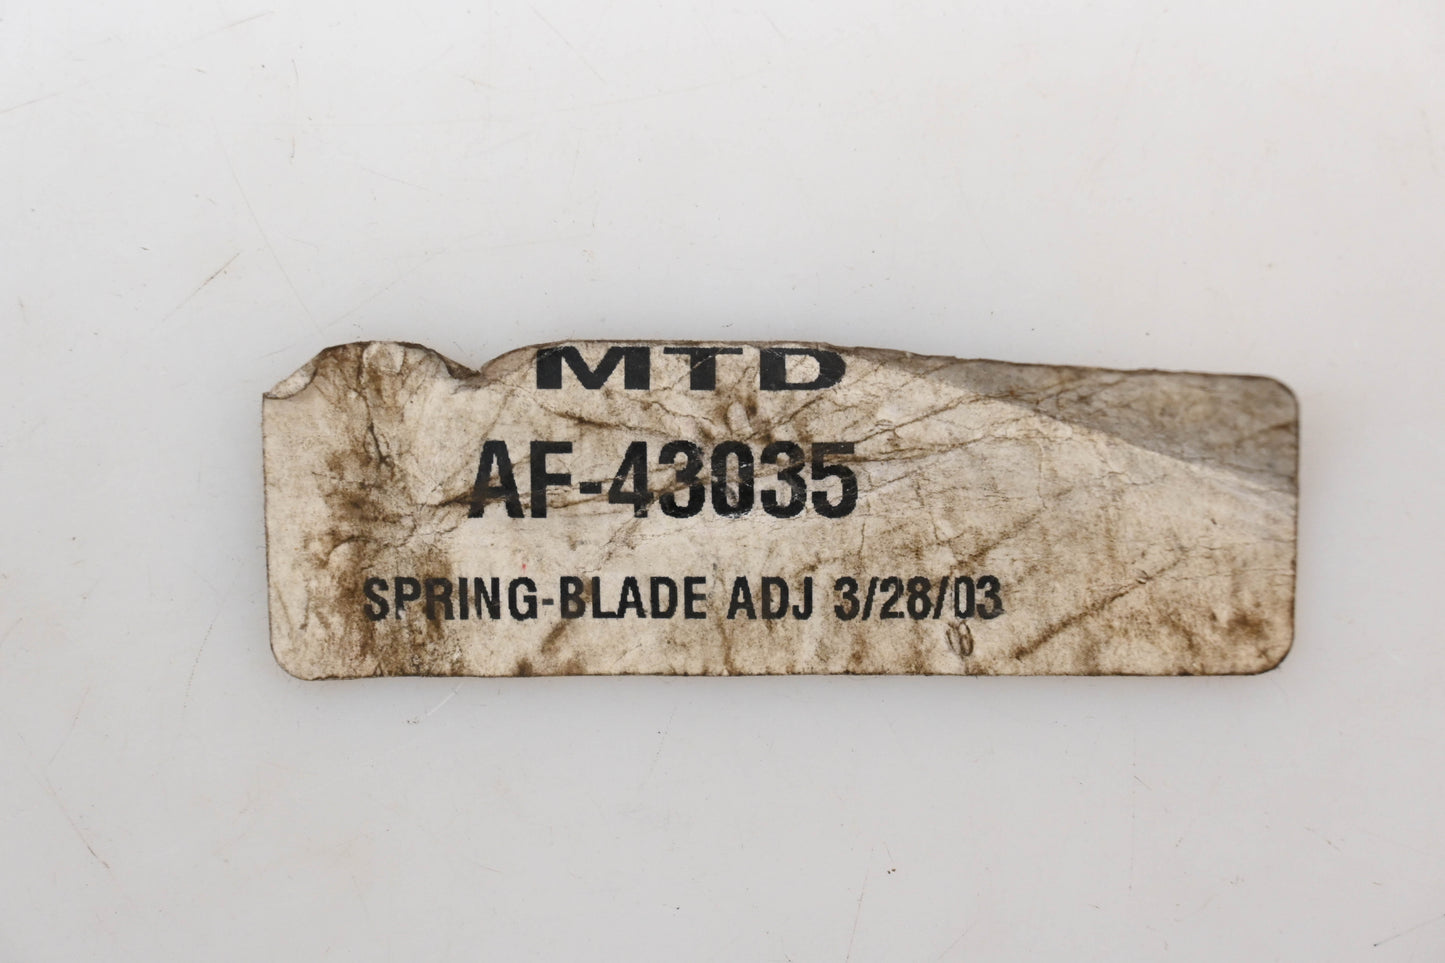 MTD
AF-43035
SPRING-BLADE ADJ 3/28/03